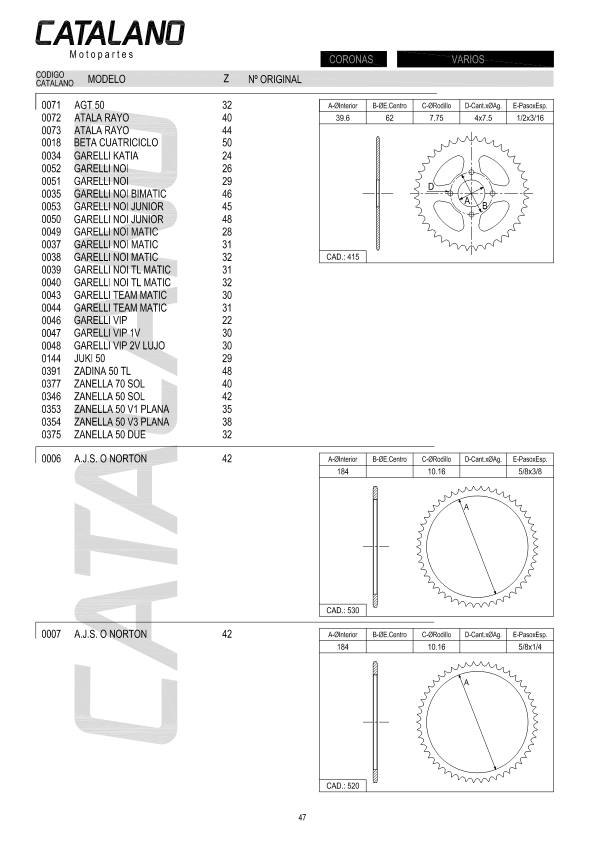 CATALANO
Motopartes
CORONAS VARIOS
CODIGO CATALANO MODELO Z Nº ORIGINAL
0071 AGT 50 32
0072 ATALA RAYO 40
0073 ATALA RAYO 44
0018 BETA CUATRICICLO 50
0034 GARELLI KATIA 24
0052 GARELLI NOI 26
0051 GARELLI NOI 29
0035 GARELLI NOI BIMATIC 46
0053 GARELLI NOI JUNIOR 45
0050 GARELLI NOI JUNIOR 48
0049 GARELLI NOI MATIC 28
0037 GARELLI NOI MATIC 31
0038 GARELLI NOI MATIC 32
0039 GARELLI NOI TL MATIC 31
0040 GARELLI NOI TL MATIC 32
0043 GARELLI TEAM MATIC 30
0044 GARELLI TEAM MATIC 31
0046 GARELLI VIP 22
0047 GARELLI VIP 1V 30
0048 GARELLI VIP 2V LUJO 30
0144 JUKI 50 29
0391 ZADINA 50 TL 48
0377 ZANELLA 70 SOL 40
0346 ZANELLA 50 SOL 42
0353 ZANELLA 50 V1 PLANA 35
0354 ZANELLA 50 V3 PLANA 38
0375 ZANELLA 50 DUE 32
A-ØInterior B-ØE.Centro C-ØRodillo D-Cant.xØAg. E-PasoxEsp.
39.6 62 7.75 4x7.5 1/2x3/16
D
A
B
CAD.: 415
0006 A.J.S. O NORTON 42
A-ØInterior B-ØE.Centro C-ØRodillo D-Cant.xØAg. E-PasoxEsp.
184 10.16 5/8x3/8
A
CAD.: 530
0007 A.J.S. O NORTON 42
A-ØInterior B-ØE.Centro C-ØRodillo D-Cant.xØAg. E-PasoxEsp.
184 10.16 5/8x1/4
A
CAD.: 520
CATALANO
47